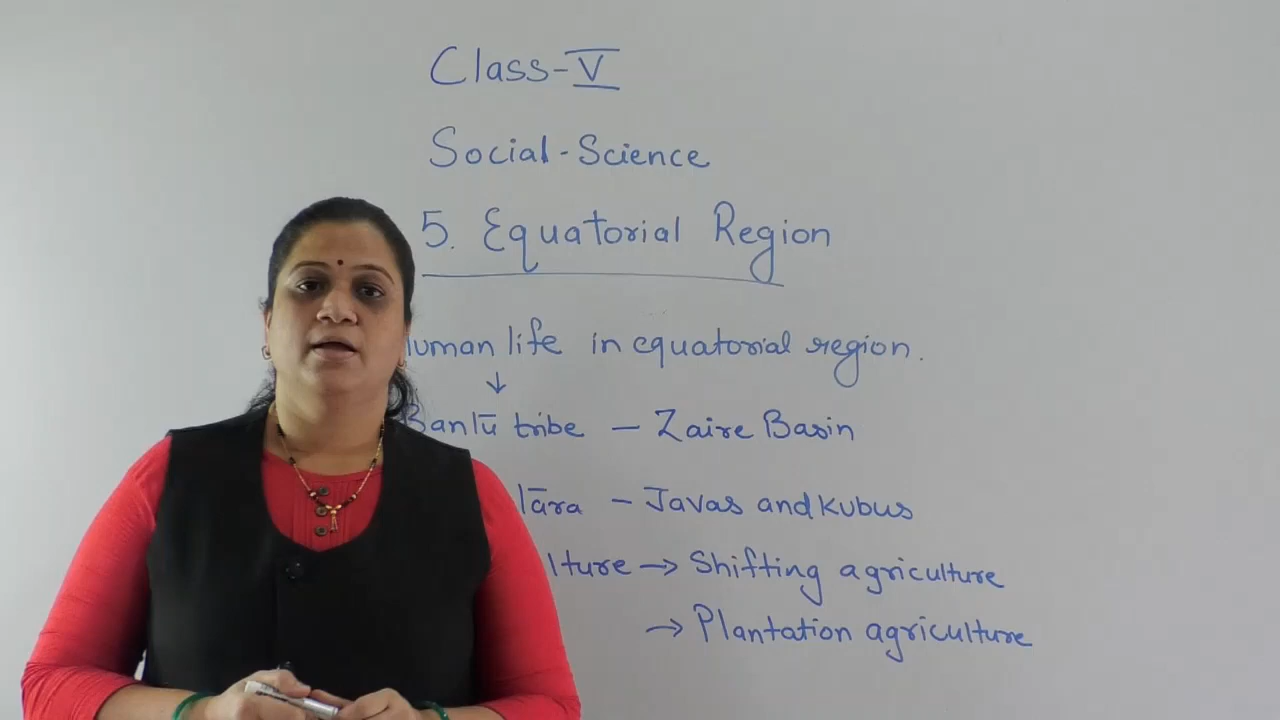 Class-V
Social-Science
5. Equatorial Region
uman life in equatorial region.
↓
Bantū tribe – Zaire Basin
lāra – Javas and Kubus
lture → Shifting agriculture
→ Plantation agriculture